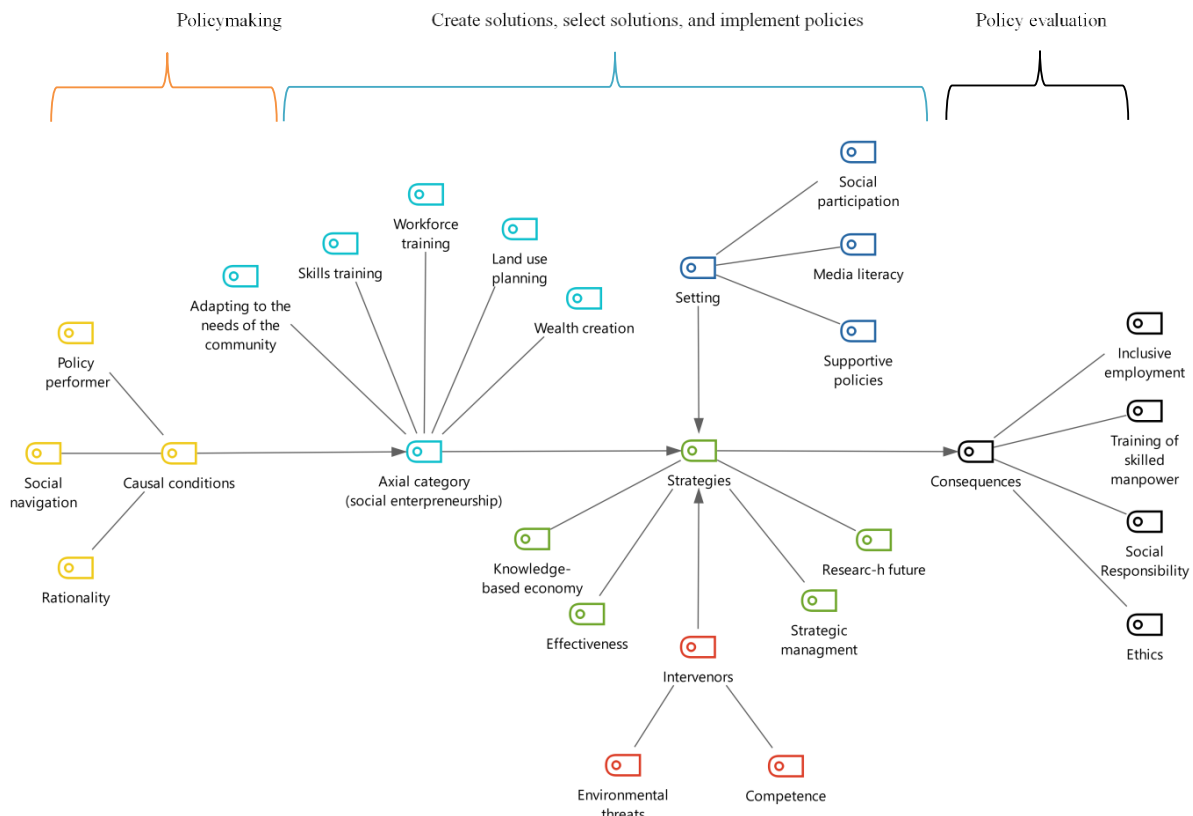 Policymaking
Create solutions, select solutions, and implement policies
Policy evaluation
Social
participation
Workforce
training
Land use
planning
Skills training
Media literacy
Adapting to the
needs of the
community
Setting
Wealth creation
Policy
performer
Supportive
policies
Inclusive
employment
Social
navigation
Causal conditions
Axial category
(social enterpreneurship)
Strategies
Consequences
Training of
skilled
manpower
Rationality
Knowledge-
based economy
Researc-h future
Social
Responsibility
Effectiveness
Strategic
managment
Ethics
Intervenors
Environmental
threats
Competence